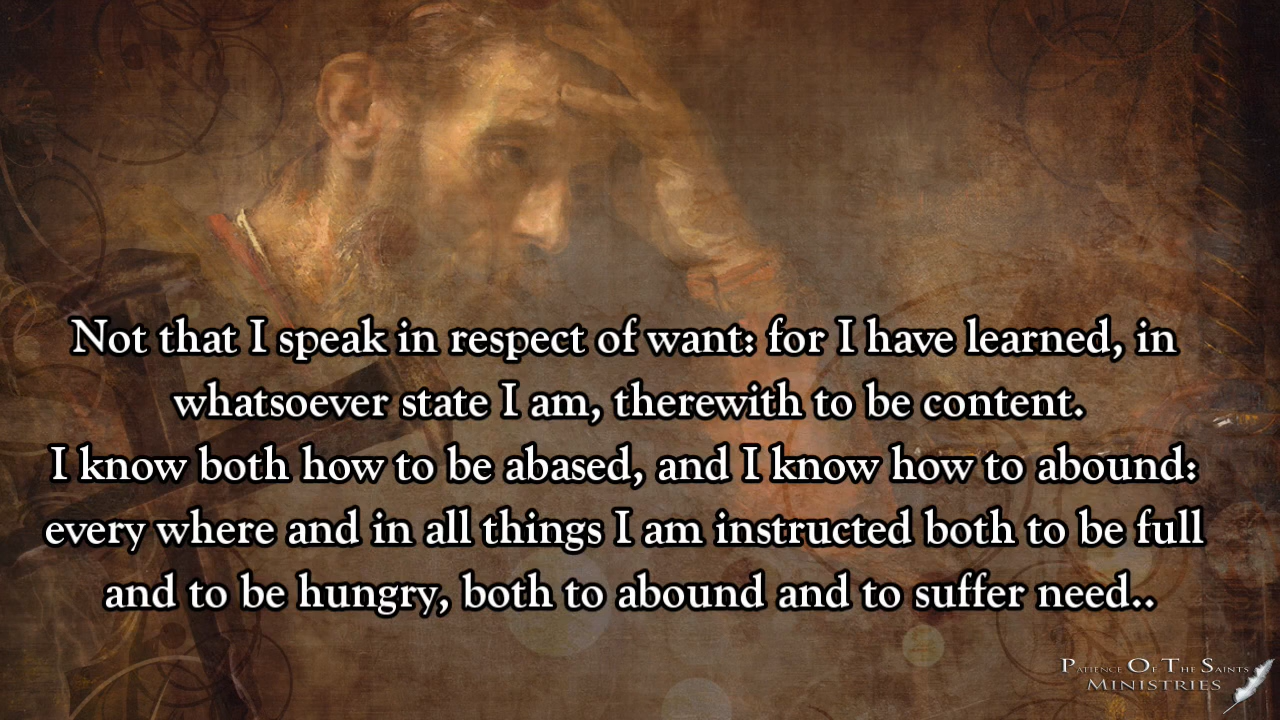 Not that I speak in respect of want: for I have learned, in
whatsoever state I am, therewith to be content.
I know both how to be abased, and I know how to abound:
every where and in all things I am instructed both to be full
and to be hungry, both to abound and to suffer need..
Patience Of The Saints
Ministries